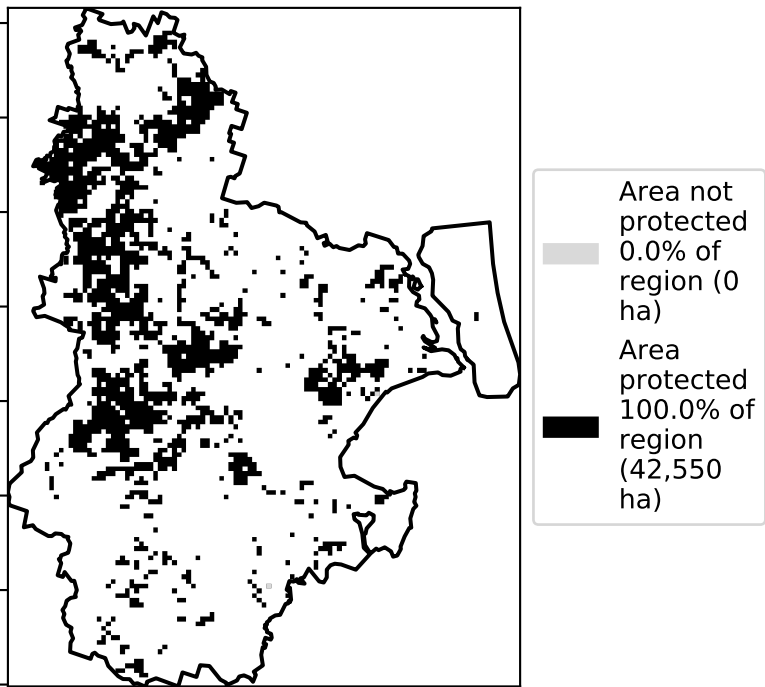 Area not
protected
0.0% of
region (0
ha)
Area
protected
100.0% of
region
(42,550
ha)